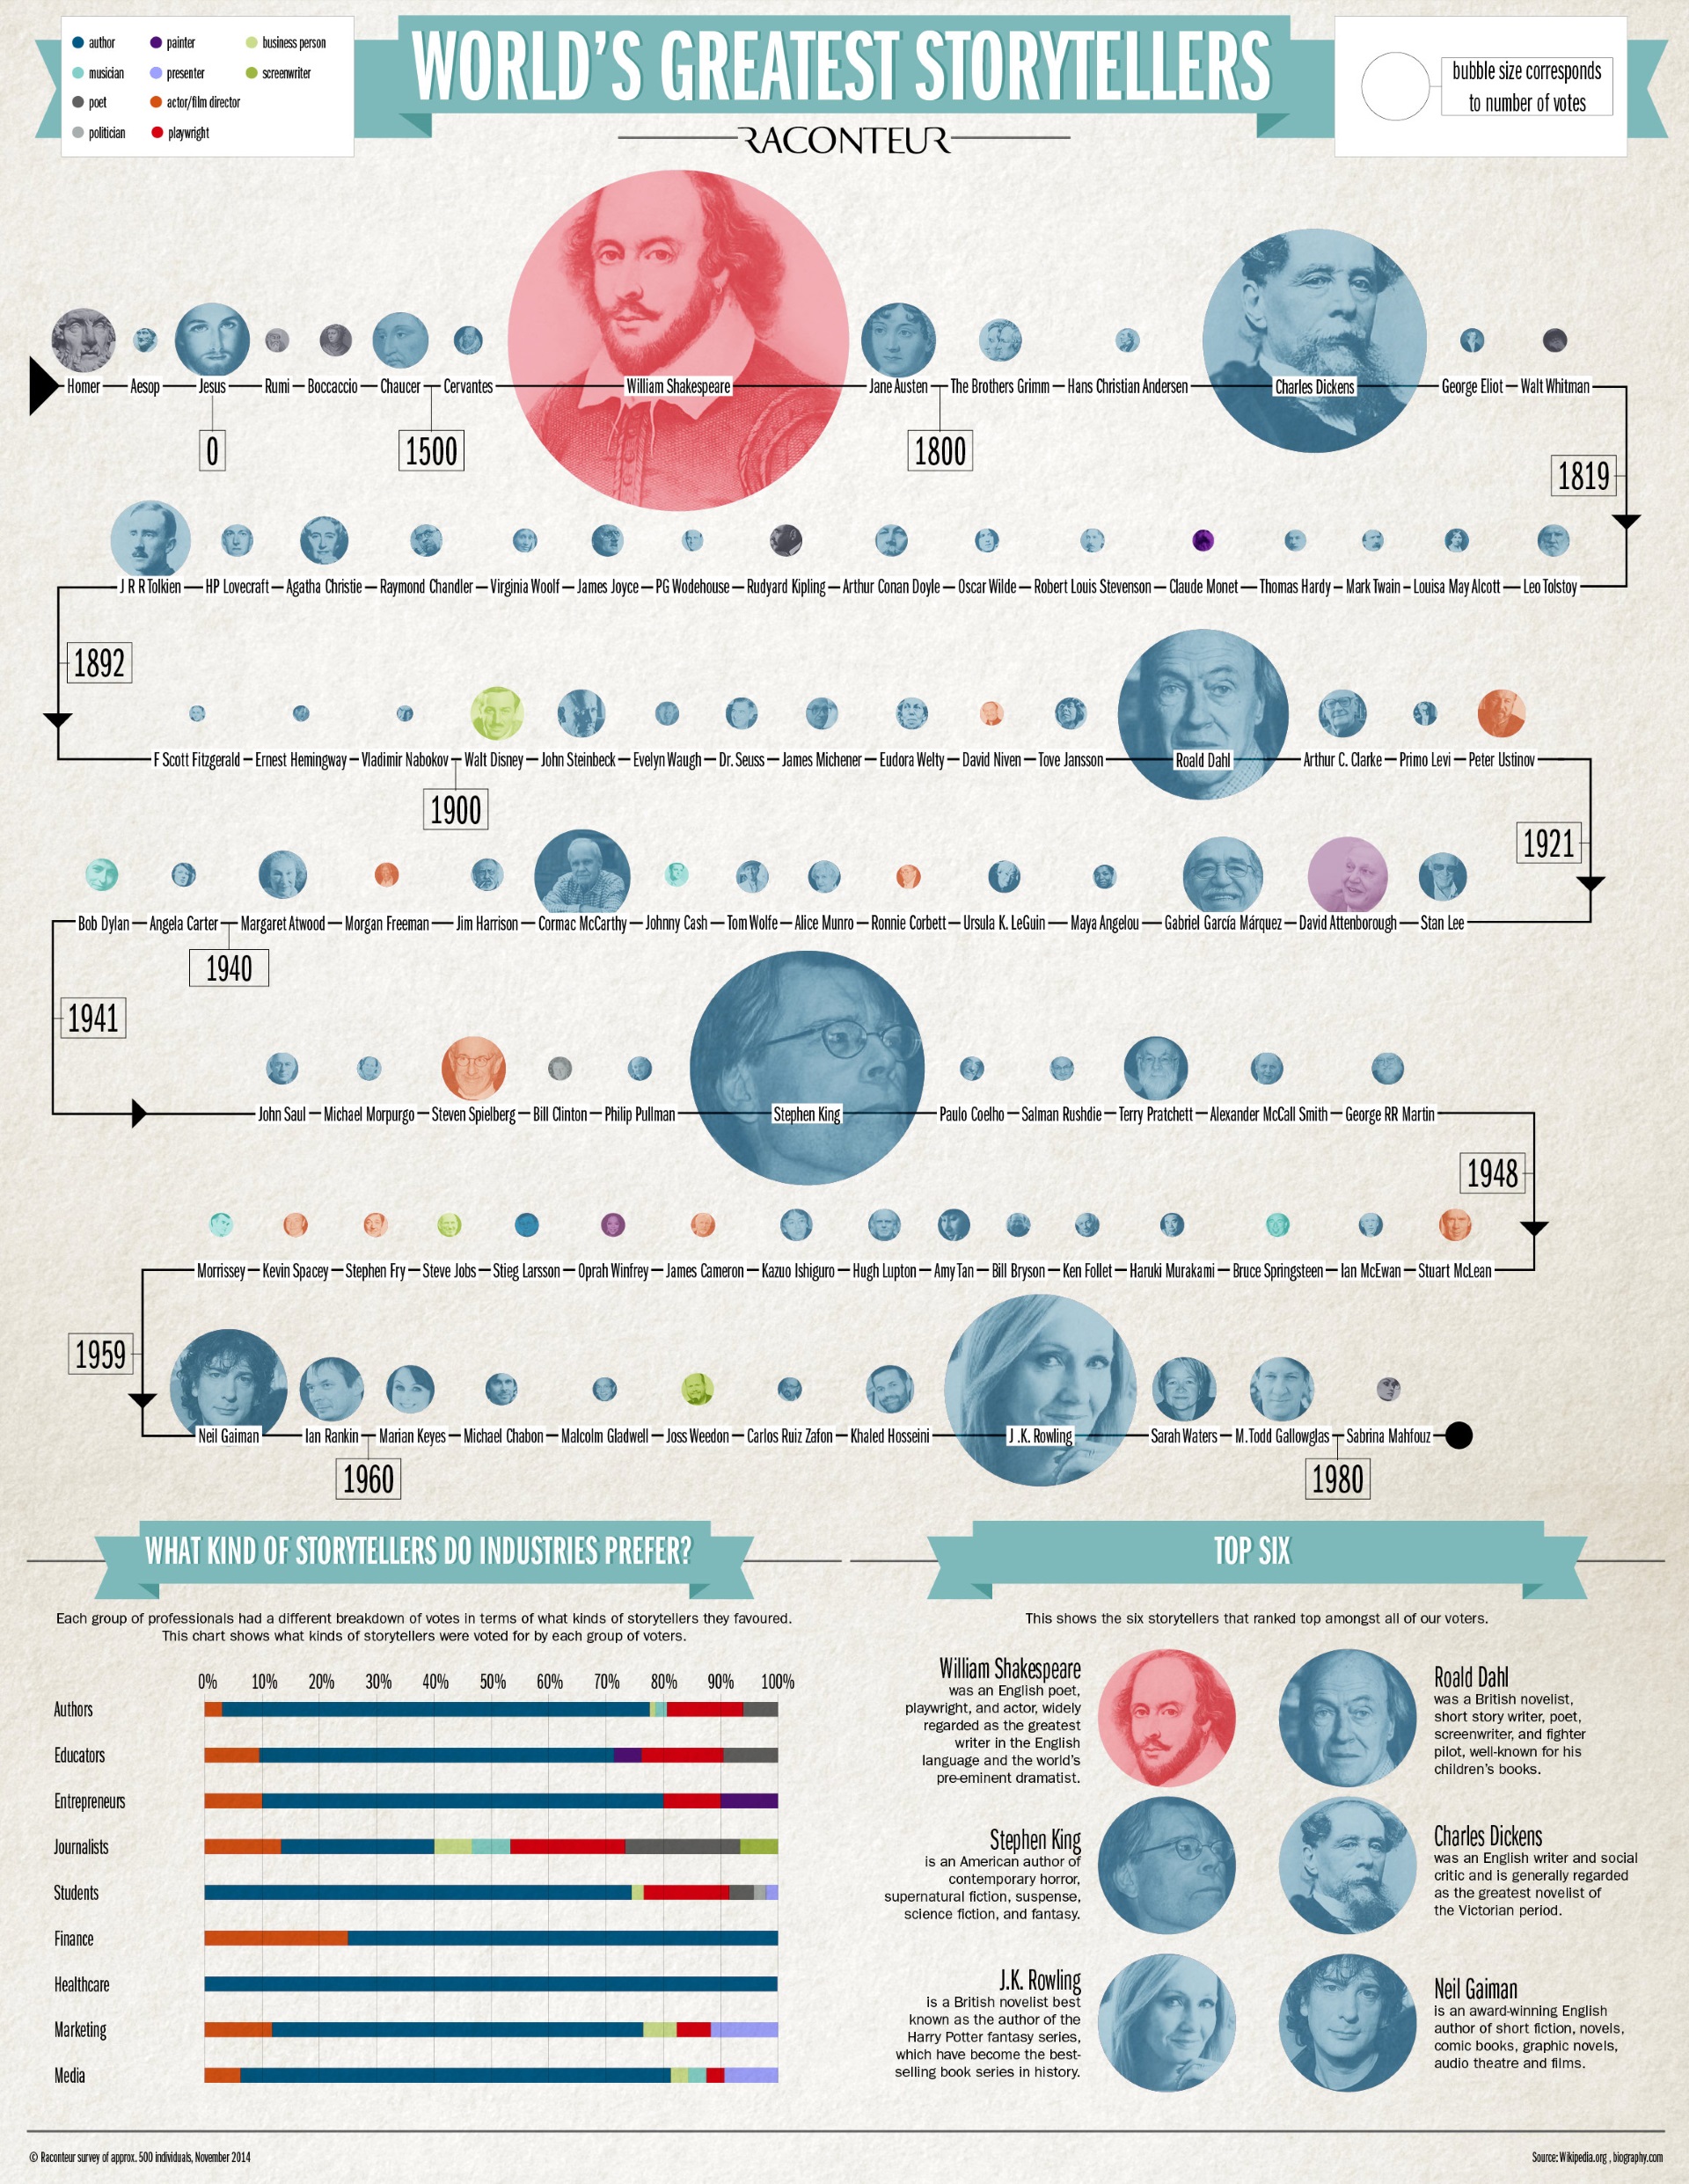 author
musician
poet
politician
painter
presenter
actor/film director
playwright
business person
screenwriter
WORLD'S GREATEST STORYTELLERS
RACONTEUR
bubble size corresponds
to number of votes
Homer
Aesop
Jesus
Rumi
Boccaccio
Chaucer
Cervantes
William Shakespeare
Jane Austen
The Brothers Grimm
Hans Christian Andersen
Charles Dickens
George Eliot
Walt Whitman
0
1500
1800
1819
J R R Tolkien
HP Lovecraft
Agatha Christie
Raymond Chandler
Virginia Woolf
James Joyce
PG Wodehouse
Rudyard Kipling
Arthur Conan Doyle
Oscar Wilde
Robert Louis Stevenson
Claude Monet
Thomas Hardy
Mark Twain
Louisa May Alcott
Leo Tolstoy
1892
F Scott Fitzgerald
Ernest Hemingway
Vladimir Nabokov
Walt Disney
John Steinbeck
Evelyn Waugh
Dr. Seuss
James Michener
Eudora Welty
David Niven
Tove Jansson
Roald Dahl
Arthur C. Clarke
Primo Levi
Peter Ustinov
1900
1921
Bob Dylan
Angela Carter
Margaret Atwood
Morgan Freeman
Jim Harrison
Cormac McCarthy
Johnny Cash
Tom Wolfe
Alice Munro
Ronnie Corbett
Ursula K. LeGuin
Maya Angelou
Gabriel García Márquez
David Attenborough
Stan Lee
1940
1941
John Saul
Michael Morpurgo
Steven Spielberg
Bill Clinton
Philip Pullman
Stephen King
Paulo Coelho
Salman Rushdie
Terry Pratchett
Alexander McCall Smith
George RR Martin
1948
Morrissey
Kevin Spacey
Stephen Fry
Steve Jobs
Stieg Larsson
Oprah Winfrey
James Cameron
Kazuo Ishiguro
Hugh Lupton
Amy Tan
Bill Bryson
Ken Follet
Haruki Murakami
Bruce Springsteen
Ian McEwan
Stuart McLean
1959
Neil Gaiman
Ian Rankin
Marian Keyes
Michael Chabon
Malcolm Gladwell
Joss Weedon
Carlos Ruiz Zafon
Khaled Hosseini
J .K. Rowling
Sarah Waters
M.Todd Gallowglas
Sabrina Mahfouz
1960
1980
WHAT KIND OF STORYTELLERS DO INDUSTRIES PREFER?
Each group of professionals had a different breakdown of votes in terms of what kinds of storytellers they favoured.
This chart shows what kinds of storytellers were voted for by each group of voters.
0% 10% 20% 30% 40% 50% 60% 70% 80% 90% 100%
Authors
Educators
Entrepreneurs
Journalists
Students
Finance
Healthcare
Marketing
Media
TOP SIX
This shows the six storytellers that ranked top amongst all of our voters.
William Shakespeare
was an English poet,
playwright, and actor, widely
regarded as the greatest
writer in the English
language and the world's
pre-eminent dramatist.
Roald Dahl
was a British novelist,
short story writer, poet,
screenwriter, and fighter
pilot, well-known for his
children's books.
Stephen King
is an American author of
contemporary horror,
supernatural fiction, suspense,
science fiction, and fantasy.
Charles Dickens
was an English writer and social
critic and is generally regarded
as the greatest novelist of
the Victorian period.
J.K. Rowling
is a British novelist best
known as the author of the
Harry Potter fantasy series,
which have become the best-
selling book series in history.
Neil Gaiman
is an award-winning English
author of short fiction, novels,
comic books, graphic novels,
audio theatre and films.
© Raconteur survey of approx. 500 individuals, November 2014
Source: Wikipedia.org , biography.com